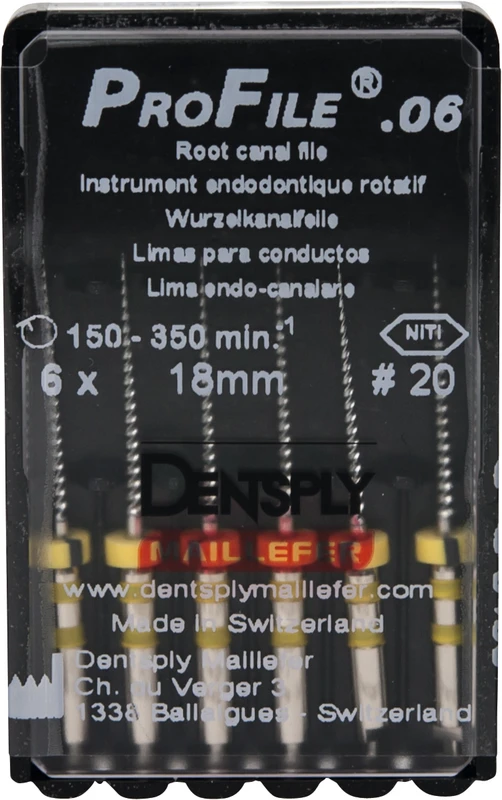 PROFILE® .06
Root canal file
Instrument endodontique rotatif
Wurzelkanalfeile
Limas para conductos
Lima endo-canalare
150 - 350 min.-1
NITI
6 x 18mm # 20
DENTSPLY
MAILLEFER
www.dentsplymaillefer.com
Made in Switzerland
Dentsply Maillefer
Ch. du Verger 3
1338 Ballaigues - Switzerland